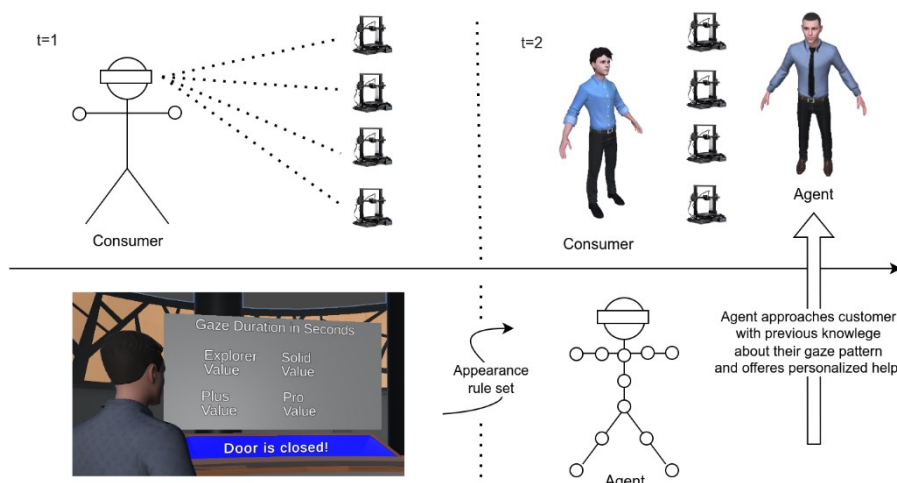 t=1
Consumer
t=2
Consumer
Agent
Gaze Duration in Seconds
Explorer
Value
Solid
Value
Plus
Value
Pro
Value
Door is closed!
Appearance
rule set
Agent
Agent approaches customer
with previous knowlege
about their gaze pattern
and offeres personalized help